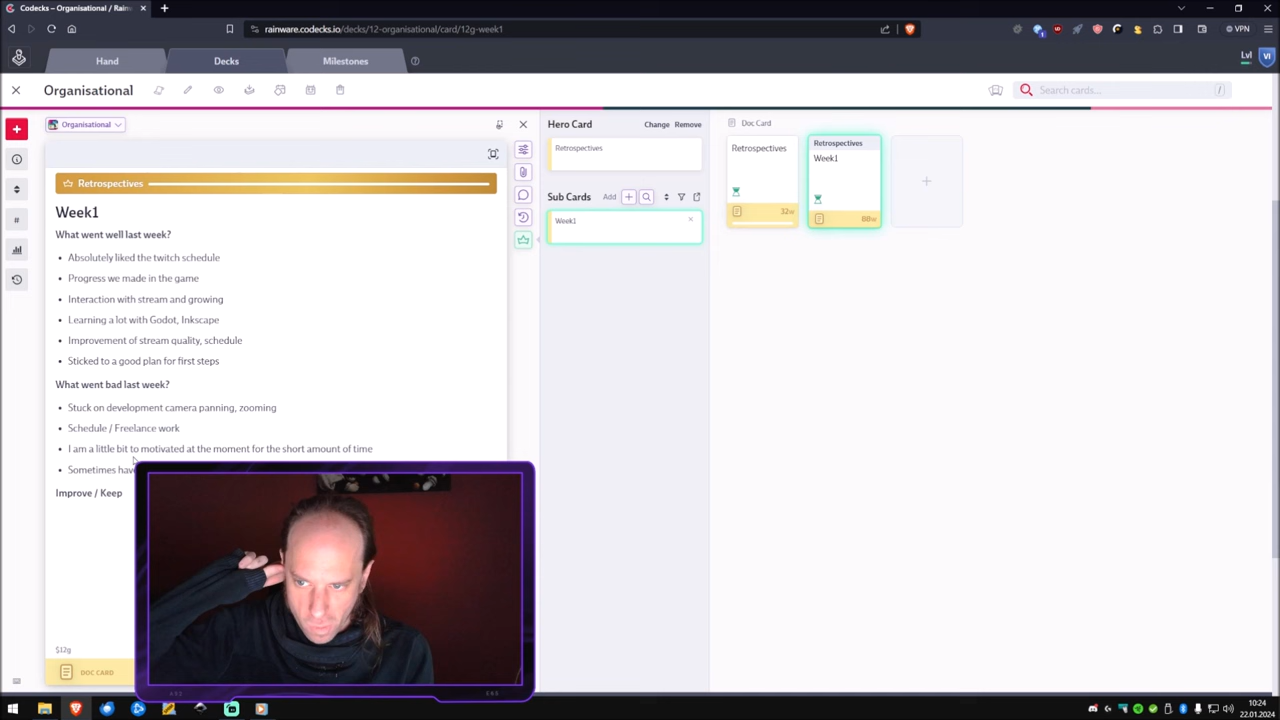 Codecks - Organisational / Rain
rainware.codecks.io/decks/12-organisational/card/12g-week1
VPN
Hand
Decks
Milestones
Lvl
VI
Organisational
Search cards...
/
Organisational
Hero Card
Change
Remove
Doc Card
Retrospectives
Retrospectives
Week1
Retrospectives
Retrospectives
Week1
Sub Cards
Add
Week1
32w
88w
What went well last week?
Absolutely liked the twitch schedule
Progress we made in the game
Interaction with stream and growing
Learning a lot with Godot, Inkscape
Improvement of stream quality, schedule
Sticked to a good plan for first steps
What went bad last week?
Stuck on development camera panning, zooming
Schedule / Freelance work
I am a little bit to motivated at the moment for the short amount of time
Sometimes hav
Improve / Keep
$12g
DOC CARD
10:24
22.01.2024